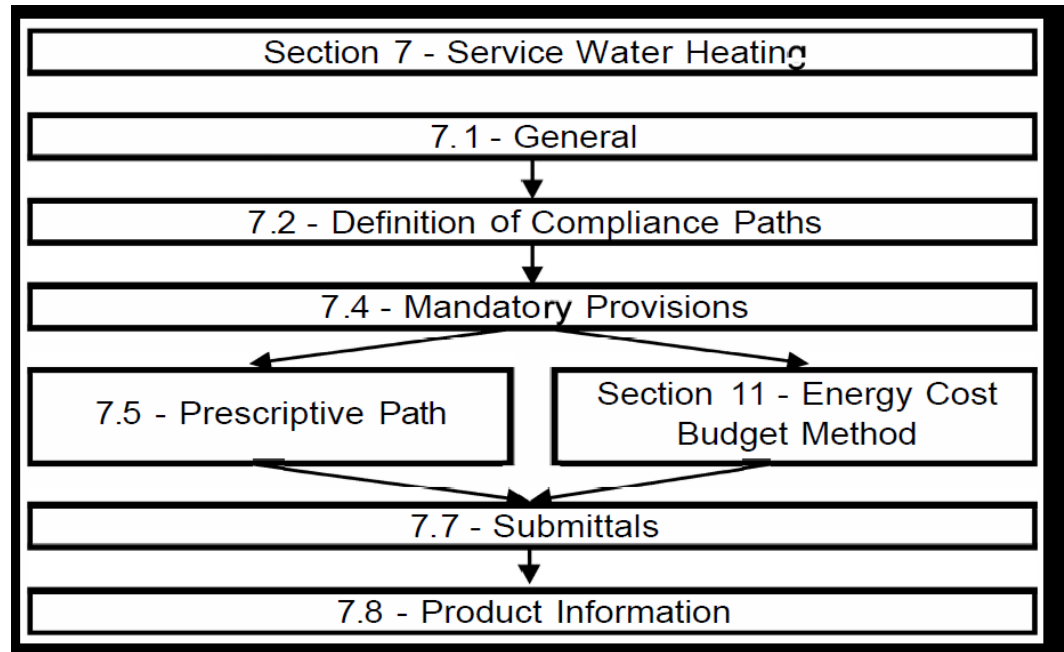 Section 7 - Service Water Heating
7.1 - General
7.2 - Definition of Compliance Paths
7.4 - Mandatory Provisions
7.5 - Prescriptive Path
Section 11 - Energy Cost
Budget Method
7.7 - Submittals
7.8 - Product Information